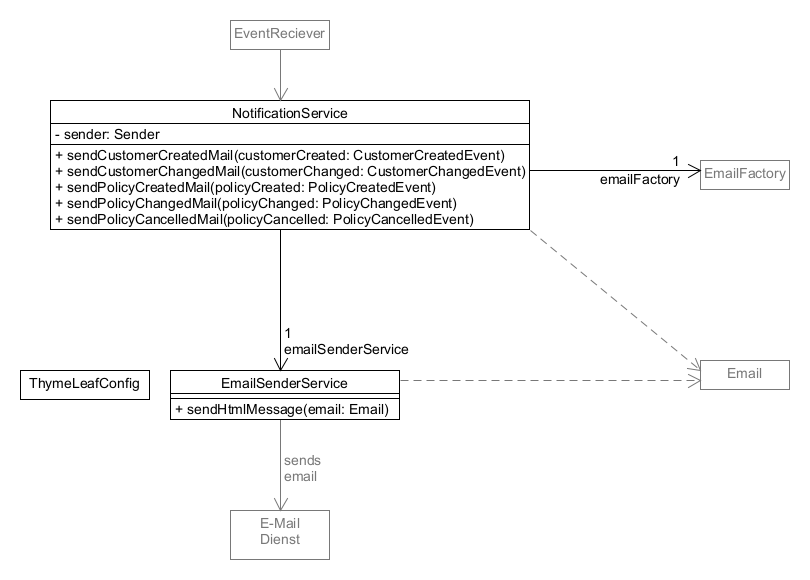 EventReciever
NotificationService
- sender: Sender
+ sendCustomerCreatedMail(customerCreated: CustomerCreatedEvent)
+ sendCustomerChangedMail(customerChanged: CustomerChangedEvent)
+ sendPolicyCreatedMail(policyCreated: PolicyCreatedEvent)
+ sendPolicyChangedMail(policyChanged: PolicyChangedEvent)
+ sendPolicyCancelledMail(policyCancelled: PolicyCancelledEvent)
1
emailFactory
EmailFactory
1
emailSenderService
ThymeLeafConfig
EmailSenderService
+ sendHtmlMessage(email: Email)
Email
sends
email
E-Mail
Dienst